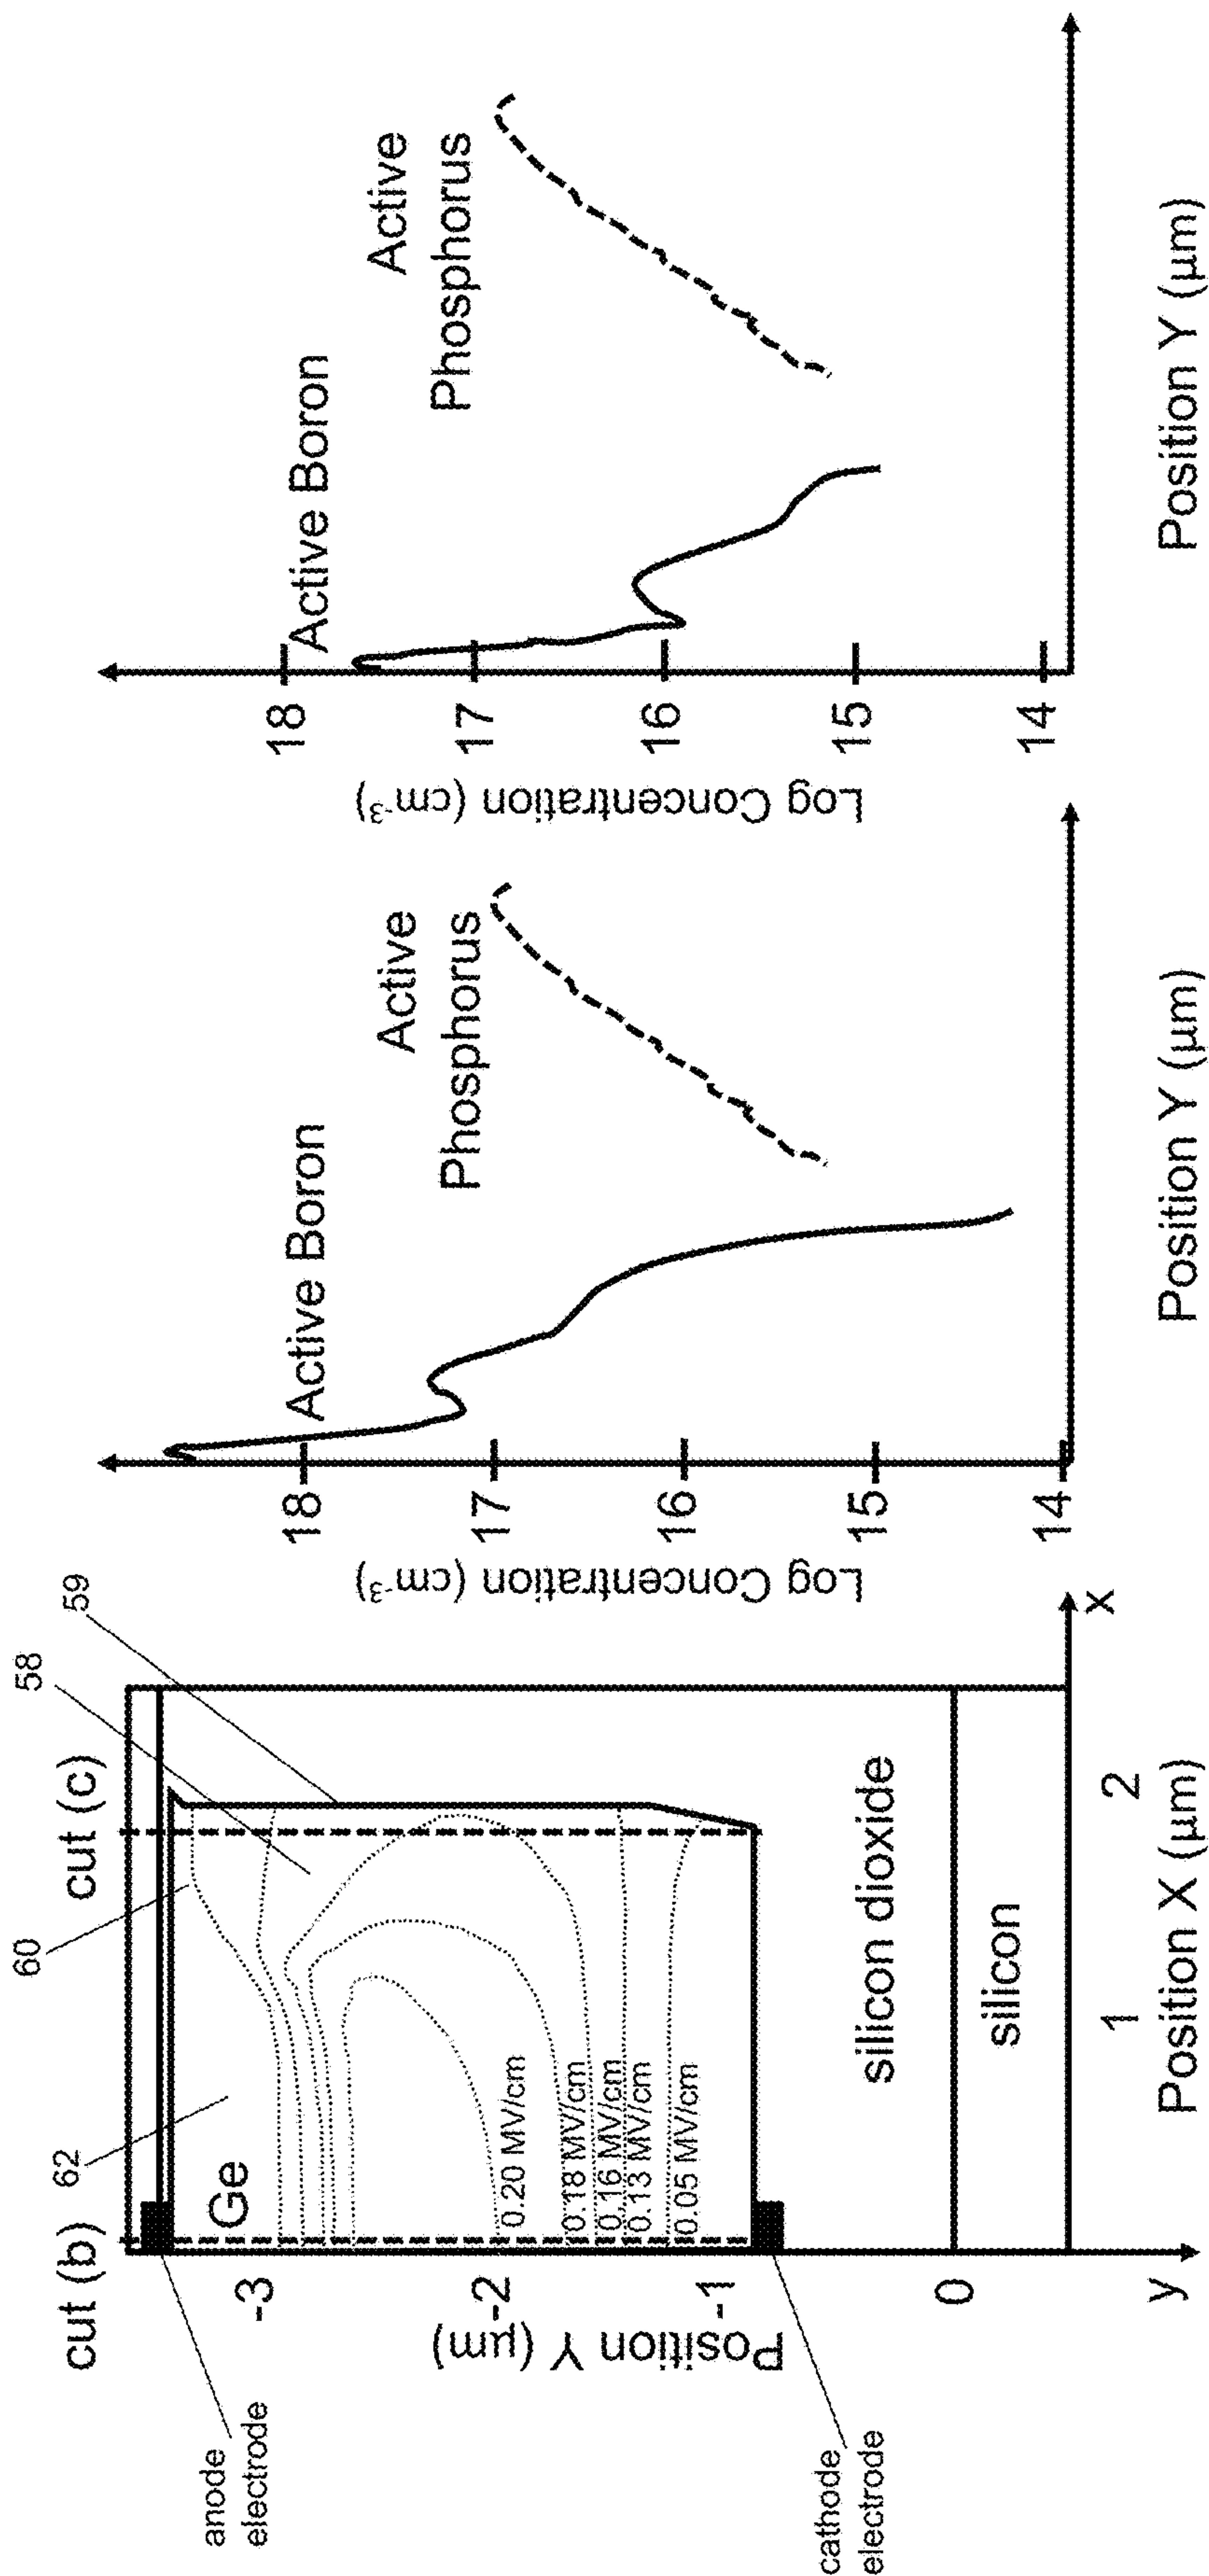 cut (b)
cut (c)
60
58
59
62
anode
electrode
Ge
-3
-2
-1
0
y
Position Y (µm)
0.20 MV/cm
0.18 MV/cm
0.16 MV/cm
0.13 MV/cm
0.05 MV/cm
cathode
electrode
silicon dioxide
silicon
1
2
x
Position X (µm)
Log Concentration (cm-3)
18
17
16
15
14
Active Boron
Active
Phosphorus
Position Y (µm)
Log Concentration (cm-3)
18
17
16
15
14
Active Boron
Active
Phosphorus
Position Y (µm)